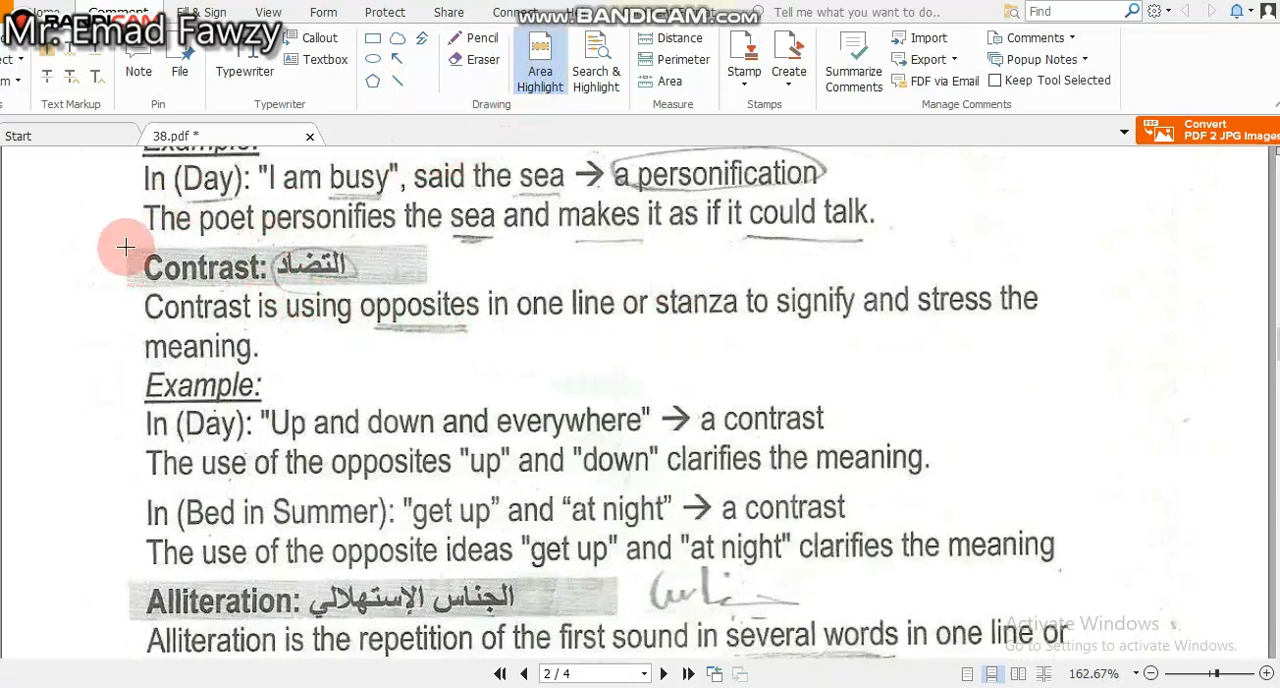 www.BANDICAM.com
Mr. Emad Fawzy
Fill & Sign View Form Protect Share Tell me what you want to do.. Find
Note File Typewriter Callout Textbox Pencil Eraser Area Highlight Search & Highlight Distance Perimeter Area Stamp Create Summarize Comments Import Export FDF via Email Comments Popup Notes Keep Tool Selected
Text Markup Pin Typewriter Drawing Measure Stamps Manage Comments
Start 38.pdf * Convert
PDF 2 JPG Images
Example:
In (Day): "I am busy", said the sea → a personification
The poet personifies the sea and makes it as if it could talk.
Contrast: التضاد
Contrast is using opposites in one line or stanza to signify and stress the
meaning.
Example:
In (Day): "Up and down and everywhere" → a contrast
The use of the opposites "up" and "down" clarifies the meaning.
In (Bed in Summer): "get up" and “at night” → a contrast
The use of the opposite ideas "get up" and "at night" clarifies the meaning
Alliteration: الجناس الإستهلالي جناس
Alliteration is the repetition of the first sound in several words in one line or
Activate Windows
Go to Settings to activate Windows.
2 / 4 162.67%